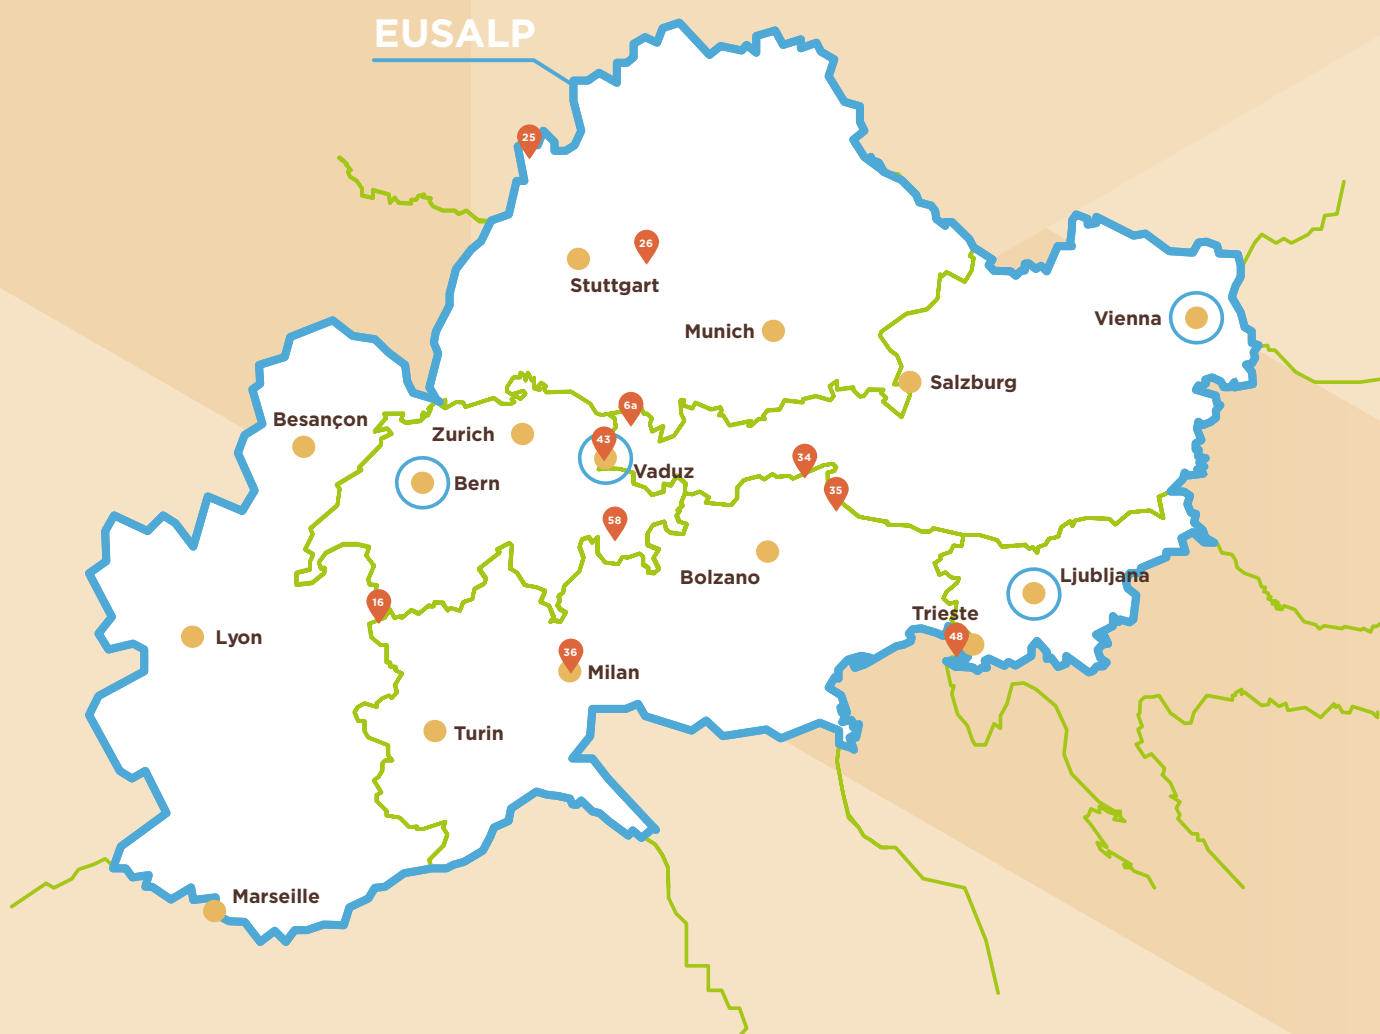 EUSALP
25
26
Stuttgart
Vienna
Munich
Salzburg
6a
Besançon
Zurich
43
Vaduz
34
Bern
35
58
Bolzano
Ljubljana
16
Trieste
Lyon
48
36
Milan
Turin
Marseille